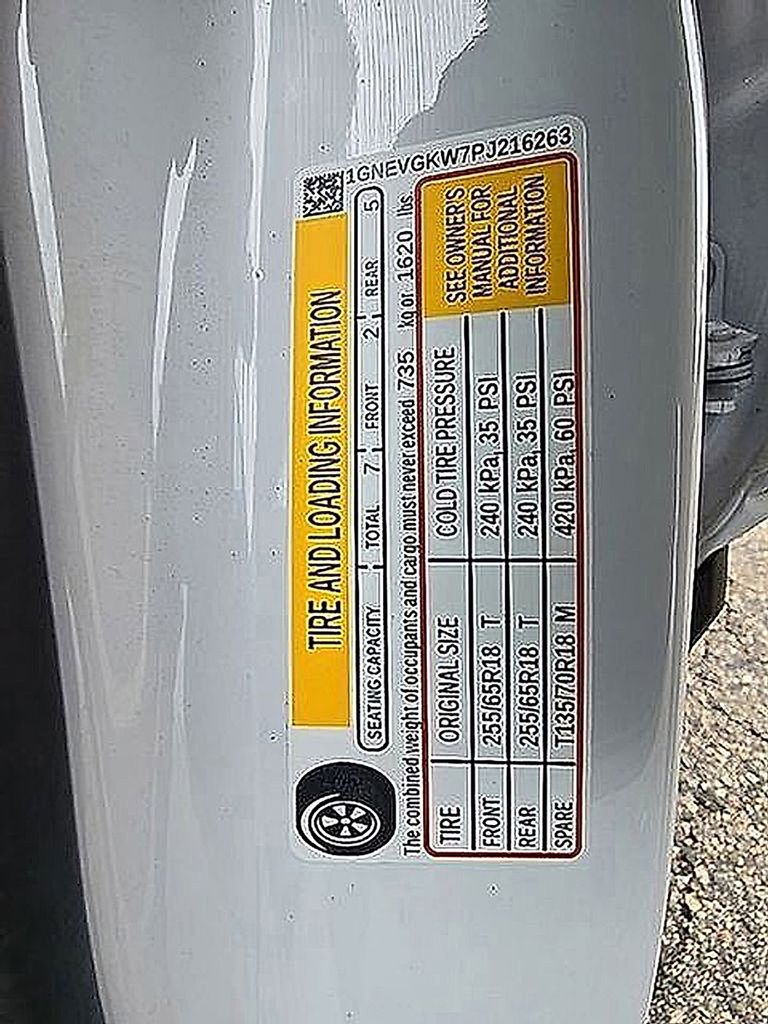 1GNEVGKW7PJ216263
TIRE AND LOADING INFORMATION
SEATING CAPACITY TOTAL 7 FRONT 2 REAR 5
The combined weight of occupants and cargo must never exceed 735 kg or 1620 lbs.
TIRE ORIGINAL SIZE COLD TIRE PRESSURE
FRONT 255/65R18 T 240 kPa, 35 PSI
REAR 255/65R18 T 240 kPa, 35 PSI
SPARE T135/70R18 M 420 kPa, 60 PSI
SEE OWNER'S
MANUAL FOR
ADDITIONAL
INFORMATION